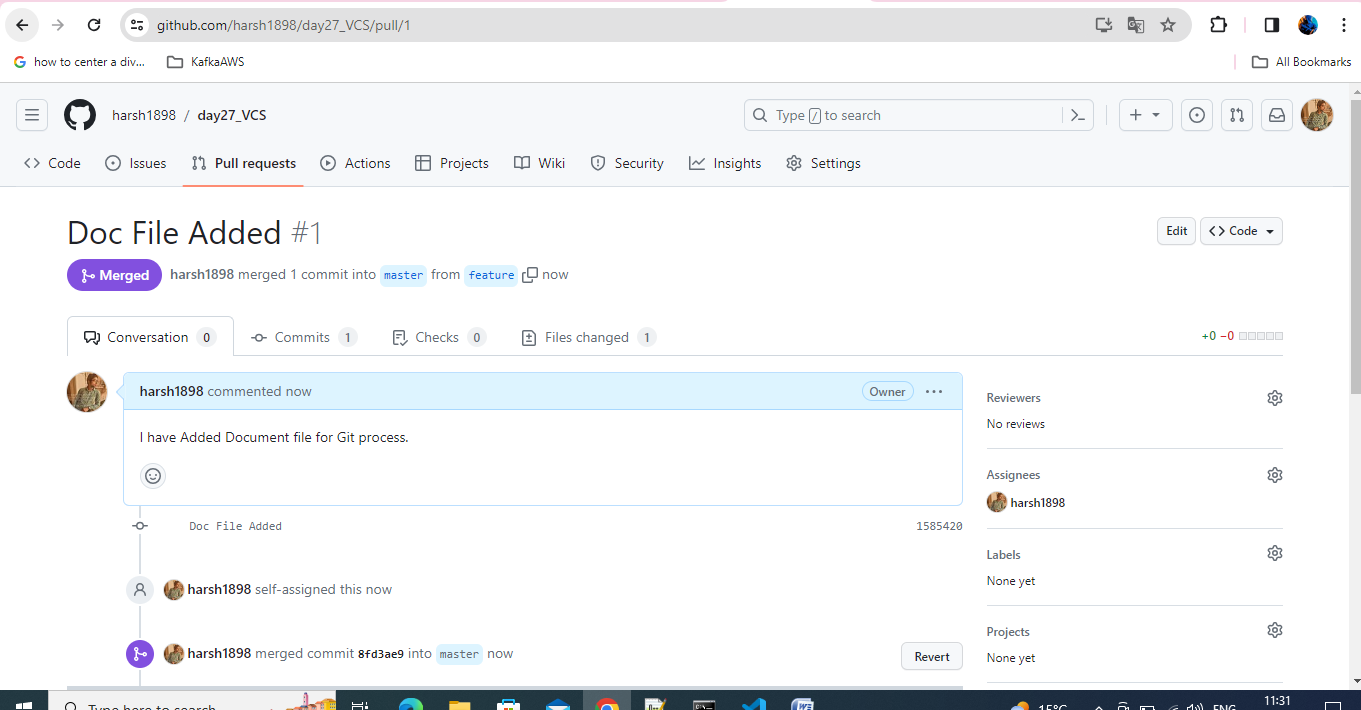 github.com/harsh1898/day27_VCS/pull/1
how to center a div... KafkaAWS All Bookmarks
harsh1898 / day27_VCS Type / to search
Code Issues Pull requests Actions Projects Wiki Security Insights Settings
Doc File Added #1 Edit <> Code
Merged harsh1898 merged 1 commit into master from feature now
Conversation 0 Commits 1 Checks 0 Files changed 1 +0 −0
harsh1898 commented now Owner ...
I have Added Document file for Git process.
Doc File Added 1585420
harsh1898 self-assigned this now
harsh1898 merged commit 8fd3ae9 into master now Revert
Reviewers
No reviews
Assignees
harsh1898
Labels
None yet
Projects
None yet
Type here to search 15°C ENG 11:31